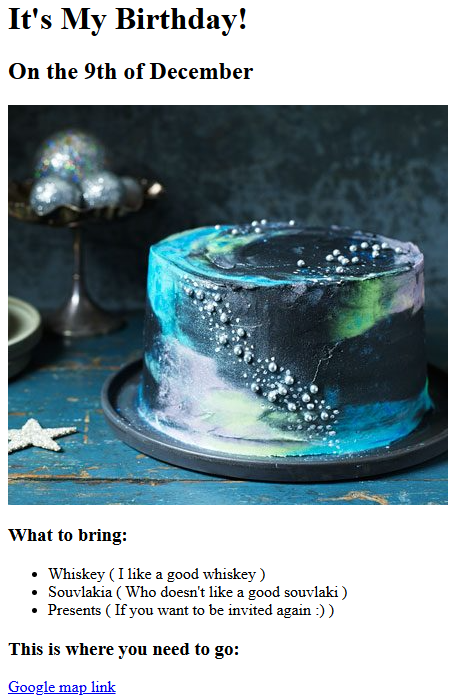 It's My Birthday!
On the 9th of December
What to bring:
Whiskey ( I like a good whiskey )
Souvlakia ( Who doesn't like a good souvlaki )
Presents ( If you want to be invited again :) )
This is where you need to go:
Google map link